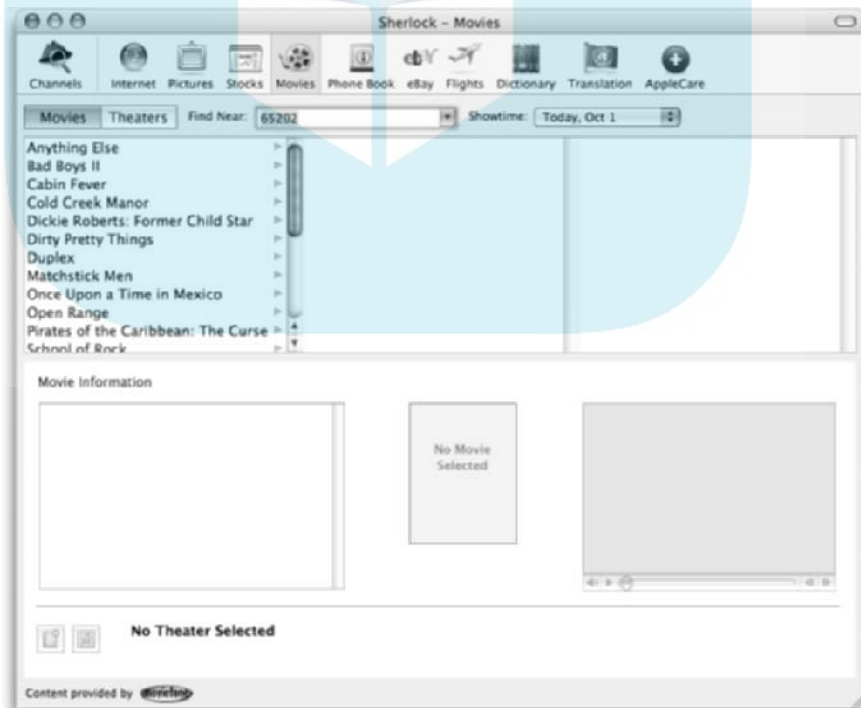 Sherlock – Movies
Channels Internet Pictures Stocks Movies Phone Book eBay Flights Dictionary Translation AppleCare
Movies Theaters Find Near: 65202 Showtime: Today, Oct 1
Anything Else
Bad Boys II
Cabin Fever
Cold Creek Manor
Dickie Roberts: Former Child Star
Dirty Pretty Things
Duplex
Matchstick Men
Once Upon a Time in Mexico
Open Range
Pirates of the Caribbean: The Curse
School of Rock
Movie Information
No Movie
Selected
No Theater Selected
Content provided by